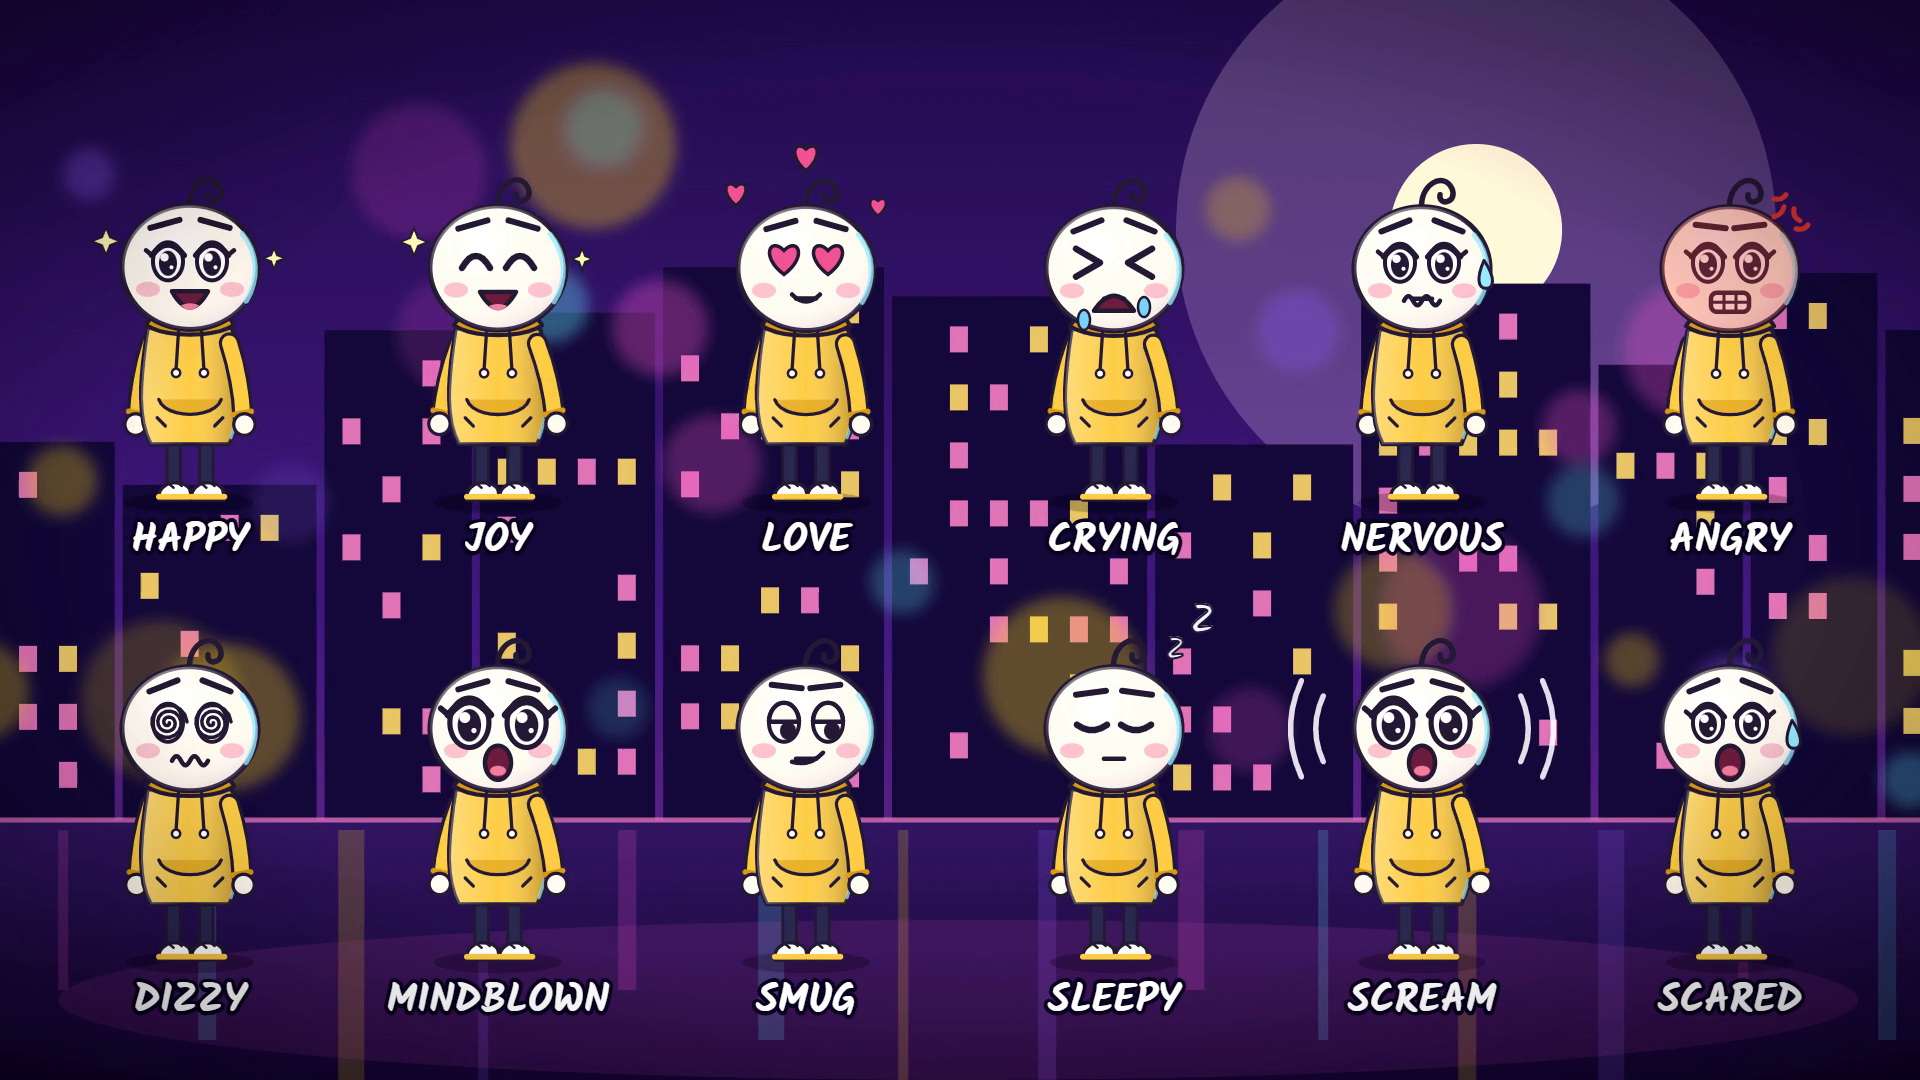 HAPPY
JOY
LOVE
CRYING
NERVOUS
ANGRY
Z
Z
DIZZY
MINDBLOWN
SMUG
SLEEPY
SCREAM
SCARED